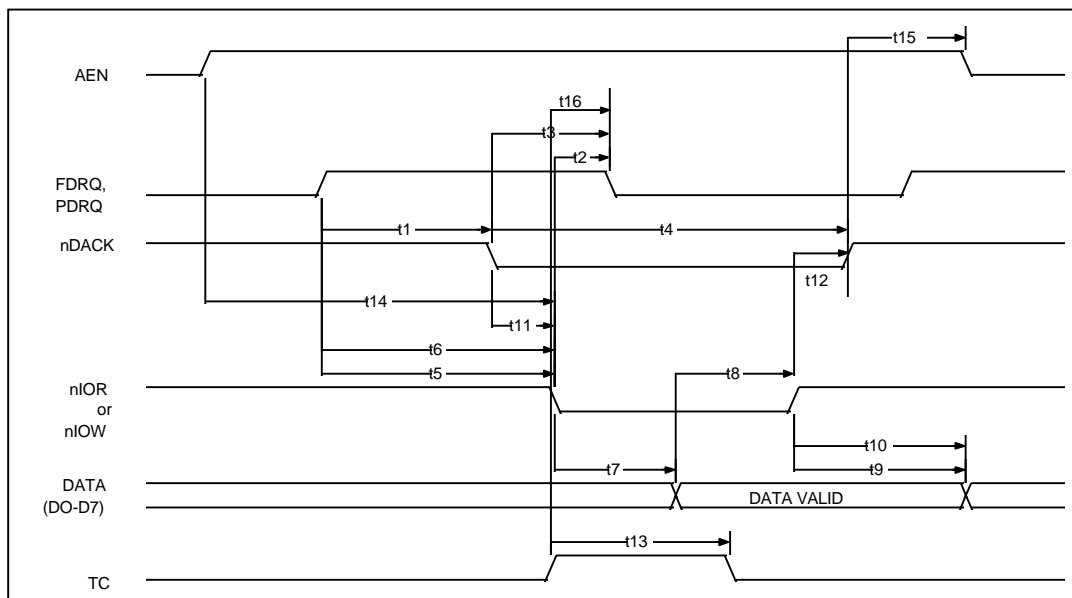 t15
AEN
t16
t3
t2
FDRQ,
PDRQ
t1
t4
nDACK
t12
t14
t11
t6
t5
t8
nIOR
or
nIOW
t10
t7
t9
DATA
(DO-D7)
DATA VALID
t13
TC